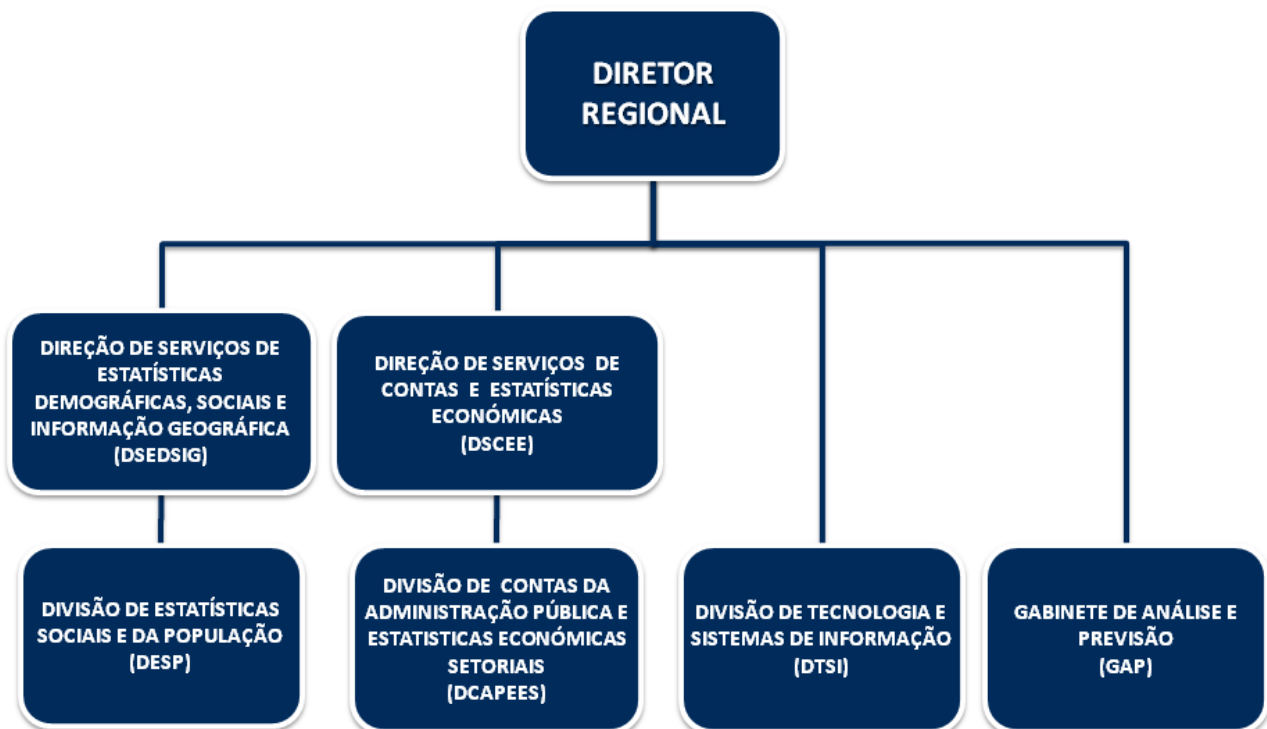 DIRETOR
REGIONAL
DIREÇÃO DE SERVIÇOS DE
ESTATÍSTICAS
DEMOGRÁFICAS, SOCIAIS E
INFORMAÇÃO GEOGRÁFICA
(DSEDSIG)
DIREÇÃO DE SERVIÇOS DE
CONTAS E ESTATÍSTICAS
ECONÓMICAS
(DSCEE)
DIVISÃO DE ESTATÍSTICAS
SOCIAIS E DA POPULAÇÃO
(DESP)
DIVISÃO DE CONTAS DA
ADMINISTRAÇÃO PÚBLICA E
ESTATISTICAS ECONÓMICAS
SETORIAIS
(DCAPEES)
DIVISÃO DE TECNOLOGIA E
SISTEMAS DE INFORMAÇÃO
(DTSI)
GABINETE DE ANÁLISE E
PREVISÃO
(GAP)